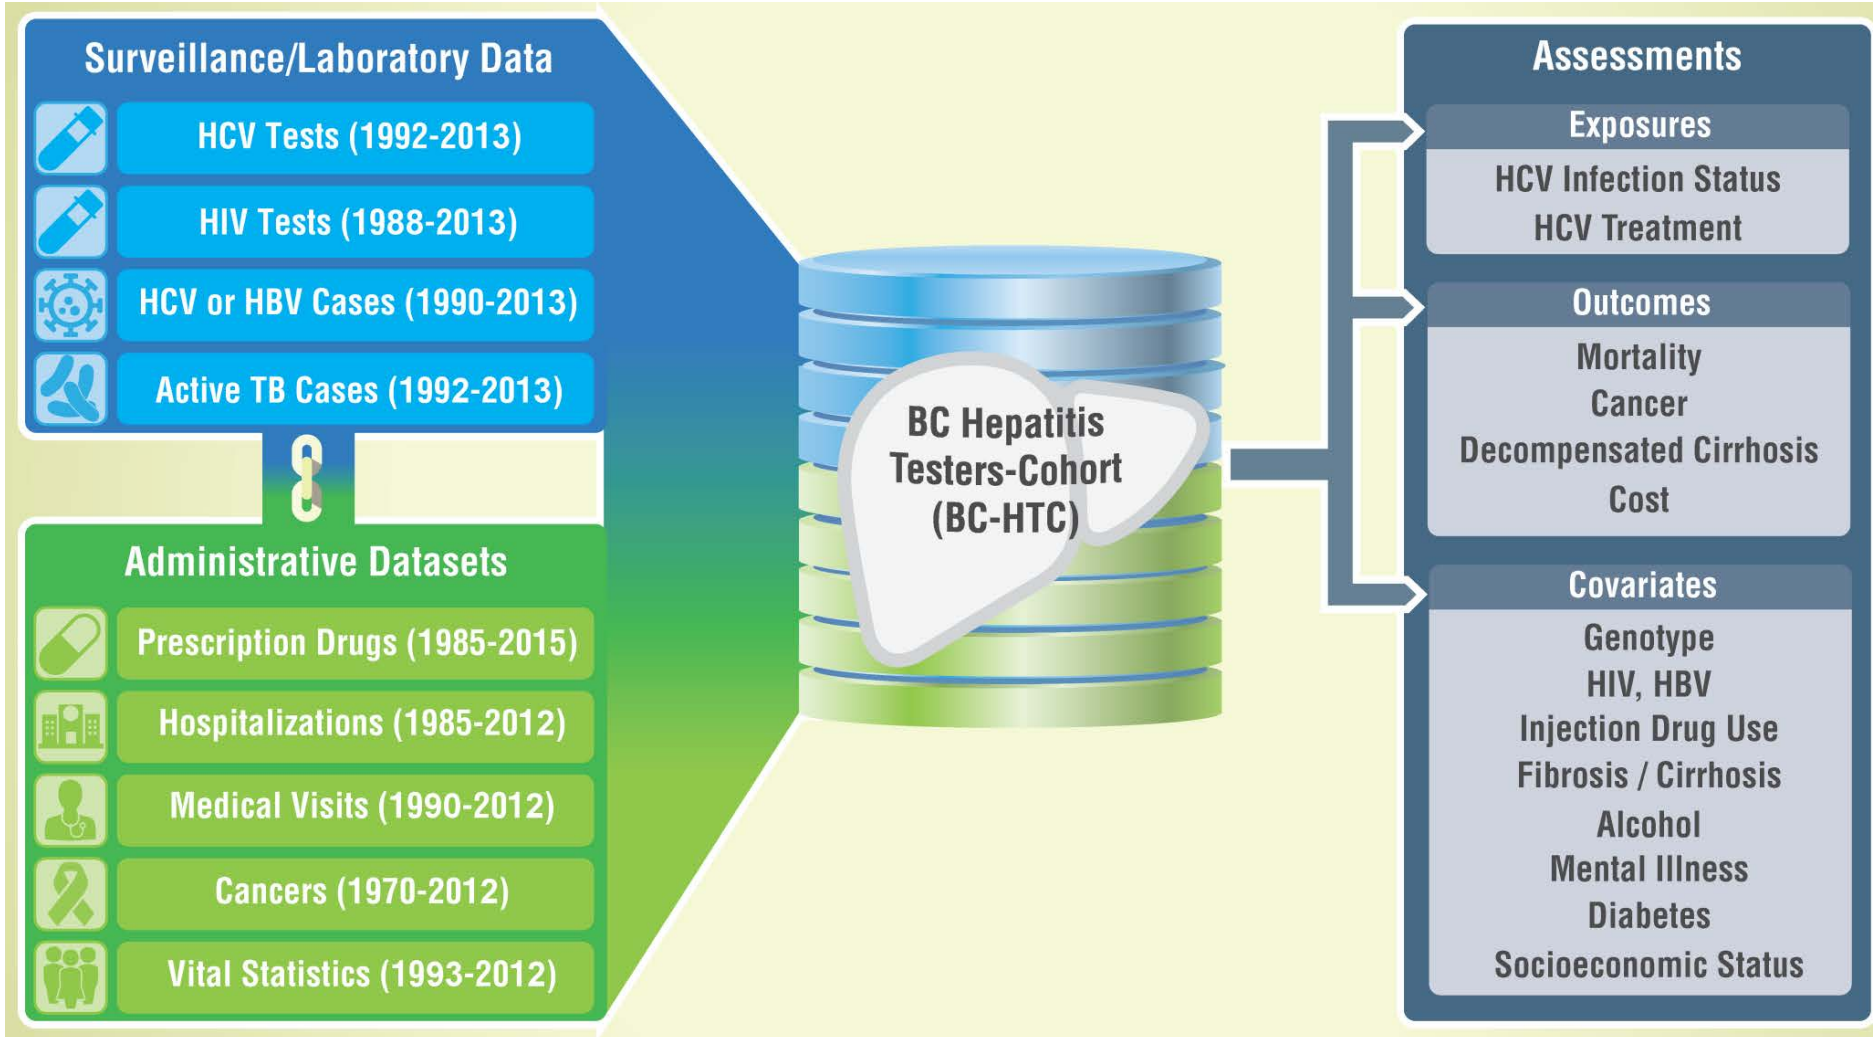 Surveillance/Laboratory Data
HCV Tests (1992-2013)
HIV Tests (1988-2013)
HCV or HBV Cases (1990-2013)
Active TB Cases (1992-2013)
Administrative Datasets
Prescription Drugs (1985-2015)
Hospitalizations (1985-2012)
Medical Visits (1990-2012)
Cancers (1970-2012)
Vital Statistics (1993-2012)
BC Hepatitis
Testers-Cohort
(BC-HTC)
Assessments
Exposures
HCV Infection Status
HCV Treatment
Outcomes
Mortality
Cancer
Decompensated Cirrhosis
Cost
Covariates
Genotype
HIV, HBV
Injection Drug Use
Fibrosis / Cirrhosis
Alcohol
Mental Illness
Diabetes
Socioeconomic Status